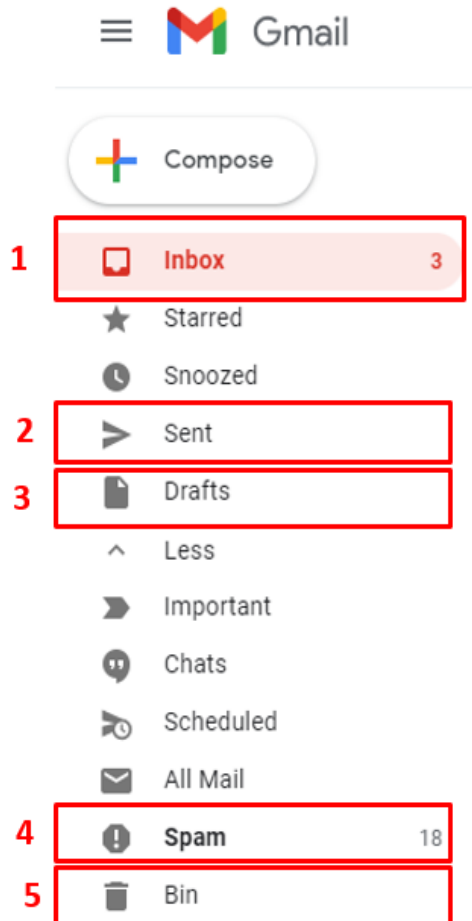 Gmail
Compose
1 Inbox 3
Starred
Snoozed
2 Sent
3 Drafts
Less
Important
Chats
Scheduled
All Mail
4 Spam 18
5 Bin